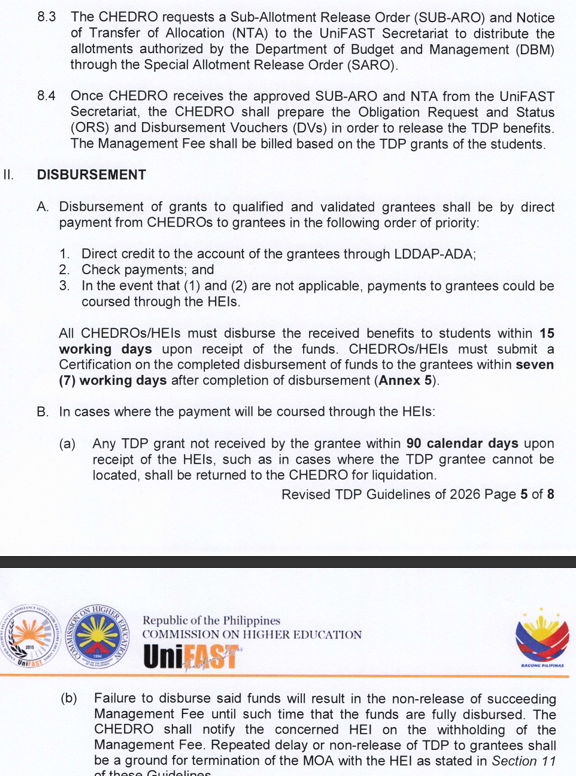 8.3 The CHEDRO requests a Sub-Allotment Release Order (SUB-ARO) and Notice
of Transfer of Allocation (NTA) to the UniFAST Secretariat to distribute the
allotments authorized by the Department of Budget and Management (DBM)
through the Special Allotment Release Order (SARO).
8.4 Once CHEDRO receives the approved SUB-ARO and NTA from the UniFAST
Secretariat, the CHEDRO shall prepare the Obligation Request and Status
(ORS) and Disbursement Vouchers (DVs) in order to release the TDP benefits.
The Management Fee shall be billed based on the TDP grants of the students.
II. DISBURSEMENT
A. Disbursement of grants to qualified and validated grantees shall be by direct
payment from CHEDROs to grantees in the following order of priority:
1. Direct credit to the account of the grantees through LDDAP-ADA;
2. Check payments; and
3. In the event that (1) and (2) are not applicable, payments to grantees could be
coursed through the HEIs.
All CHEDROs/HEIs must disburse the received benefits to students within 15
working days upon receipt of the funds. CHEDROs/HEIs must submit a
Certification on the completed disbursement of funds to the grantees within seven
(7) working days after completion of disbursement (Annex 5).
B. In cases where the payment will be coursed through the HEIs:
(a) Any TDP grant not received by the grantee within 90 calendar days upon
receipt of the HEIs, such as in cases where the TDP grantee cannot be
located, shall be returned to the CHEDRO for liquidation.
Revised TDP Guidelines of 2026 Page 5 of 8
Republic of the Philippines
COMMISSION ON HIGHER EDUCATION
UniFAST
UniFAST
COMMISSION ON HIGHER EDUCATION
BAGONG PILIPINAS
(b) Failure to disburse said funds will result in the non-release of succeeding
Management Fee until such time that the funds are fully disbursed. The
CHEDRO shall notify the concerned HEI on the withholding of the
Management Fee. Repeated delay or non-release of TDP to grantees shall
be a ground for termination of the MOA with the HEI as stated in Section 11
of these Guidelines